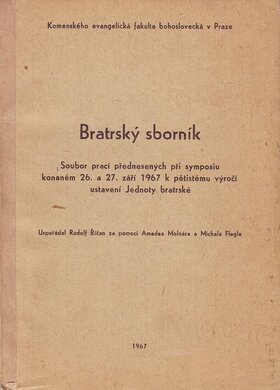 Komenského evangelická fakulta bohoslovecká v Praze
Bratrský sborník
Soubor prací přednesených při symposiu
konaném 26. a 27. září 1967 k pětistému výročí
ustavení Jednoty bratrské
Uspořádal Rudolf Říčan za pomoci Amedea Molnára a Michala Flegla
1967